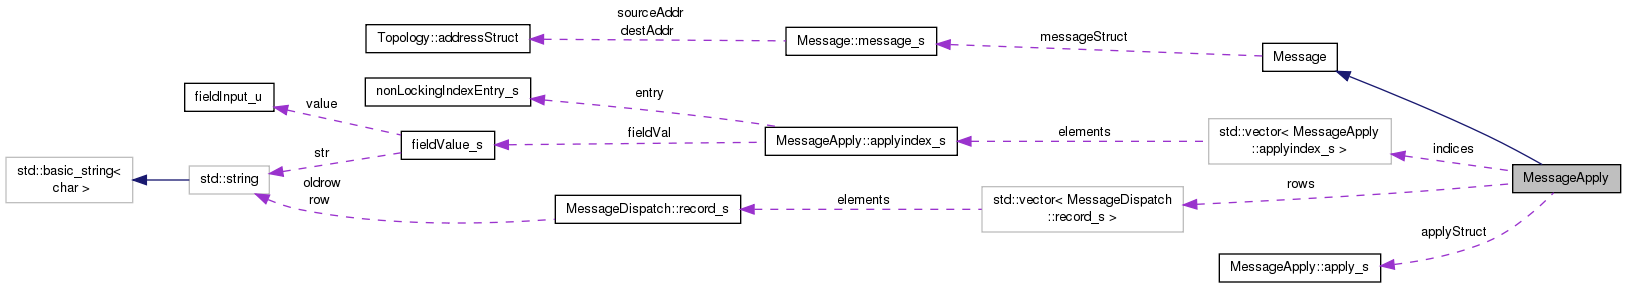 sourceAddr
destAddr
Topology::addressStruct
Message::message_s
messageStruct
Message
nonLockingIndexEntry_s
entry
fieldInput_u
value
fieldVal
MessageApply::applyindex_s
elements
std::vector< MessageApply
::applyindex_s >
indices
fieldValue_s
str
std::basic_string<
char >
std::string
oldrow
row
MessageDispatch::record_s
elements
std::vector< MessageDispatch
::record_s >
rows
MessageApply
applyStruct
MessageApply::apply_s